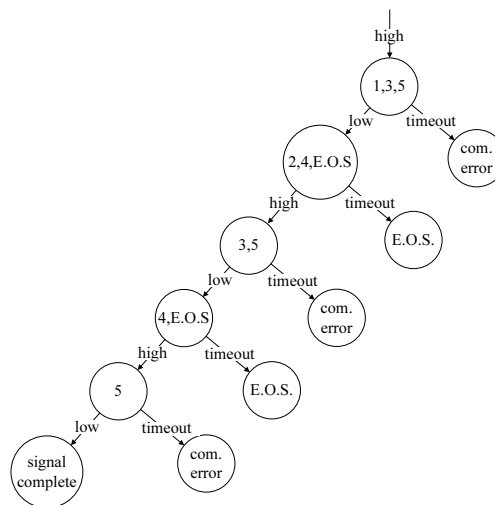 high
1,3,5
low
timeout
com.
error
2,4,E.O.S
high
timeout
E.O.S.
3,5
low
timeout
com.
error
4,E.O.S
high
timeout
E.O.S.
5
low
timeout
signal
complete
com.
error